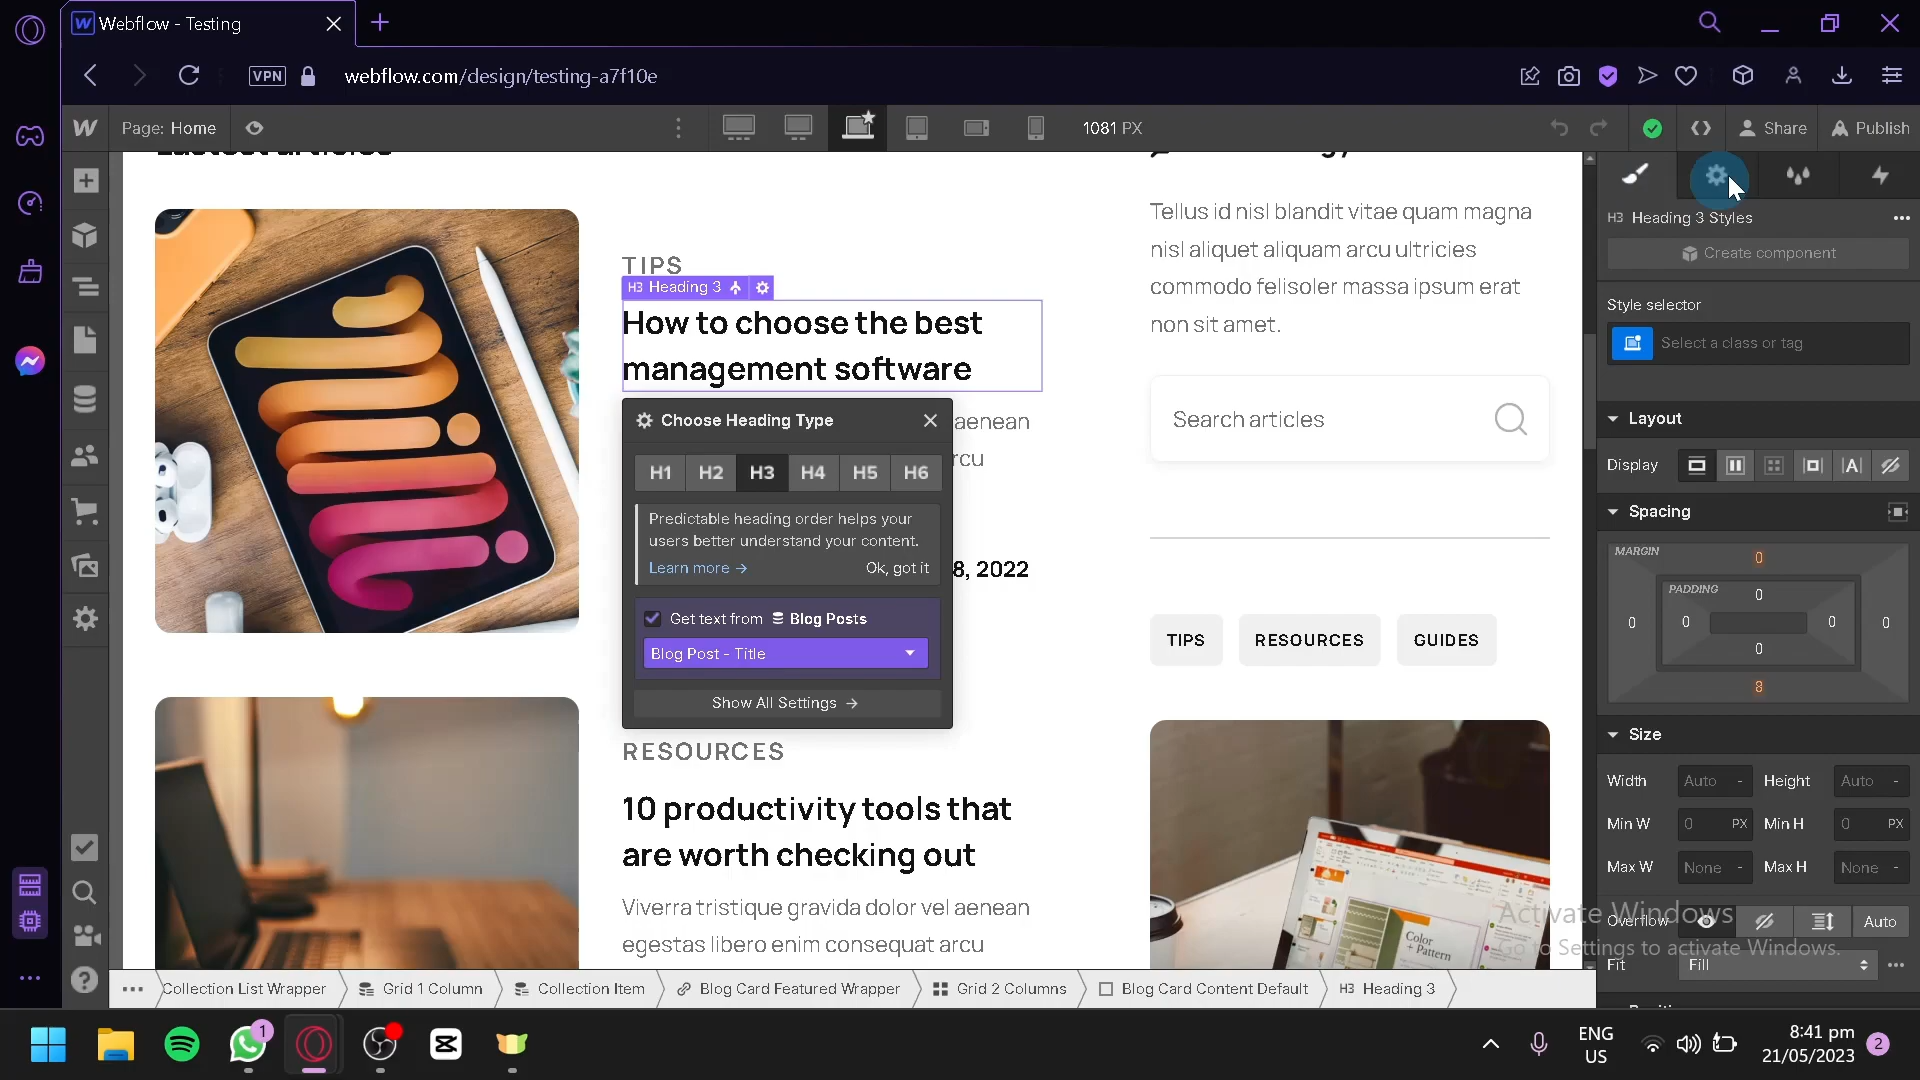 Webflow - Testing
VPN
webflow.com/design/testing-a7f10e
Page: Home
1081 PX
Share
Publish
TIPS
H3 Heading 3
How to choose the best
management software
aenean
rcu
8, 2022
Choose Heading Type
H1 H2 H3 H4 H5 H6
Predictable heading order helps your
users better understand your content.
Learn more →
Ok, got it
Get text from Blog Posts
Blog Post - Title
Show All Settings →
RESOURCES
10 productivity tools that
are worth checking out
Viverra tristique gravida dolor vel aenean
egestas libero enim consequat arcu
Tellus id nisl blandit vitae quam magna
nisl aliquet aliquam arcu ultricies
commodo felisoler massa ipsum erat
non sit amet.
Search articles
TIPS
RESOURCES
GUIDES
Color
+ Pattern
H3 Heading 3 Styles
Create component
Style selector
Select a class or tag
Layout
Display
Spacing
MARGIN
0
PADDING
0
0 0 0 0
0
8
Size
Width Auto - Height Auto -
Min W 0 PX Min H 0 PX
Max W None - Max H None -
Overflow Auto
Fit Fill
Activate Windows
Go to Settings to activate Windows.
Collection List Wrapper
Grid 1 Column
Collection Item
Blog Card Featured Wrapper
Grid 2 Columns
Blog Card Content Default
H3 Heading 3
1
ENG
US
8:41 pm
21/05/2023
2